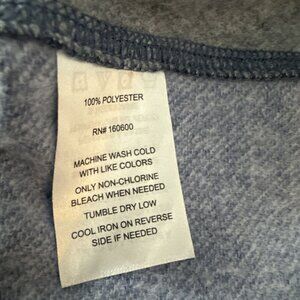 100% POLYESTER
RN# 160600
MACHINE WASH COLD
WITH LIKE COLORS
ONLY NON-CHLORINE
BLEACH WHEN NEEDED
TUMBLE DRY LOW
COOL IRON ON REVERSE
SIDE IF NEEDED